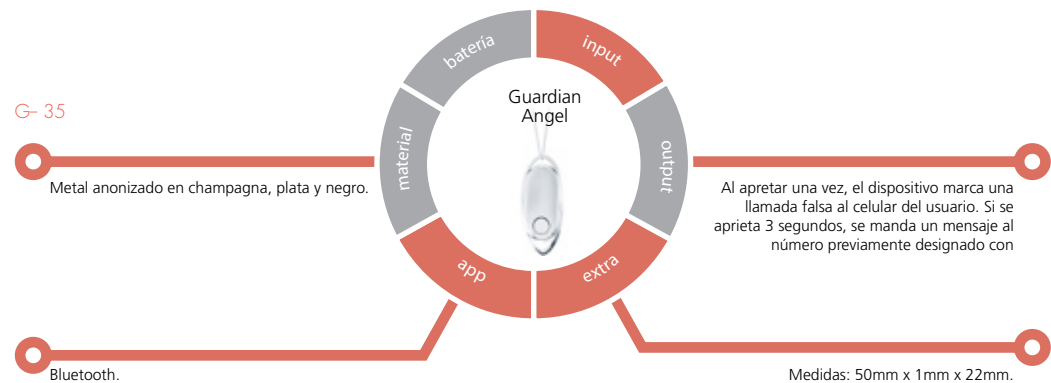 batería
input
G– 35
Guardian
Angel
material
output
Metal anonizado en champagna, plata y negro.
Al apretar una vez, el dispositivo marca una
llamada falsa al celular del usuario. Si se
aprieta 3 segundos, se manda un mensaje al
número previamente designado con
app
extra
Bluetooth.
Medidas: 50mm x 1mm x 22mm.